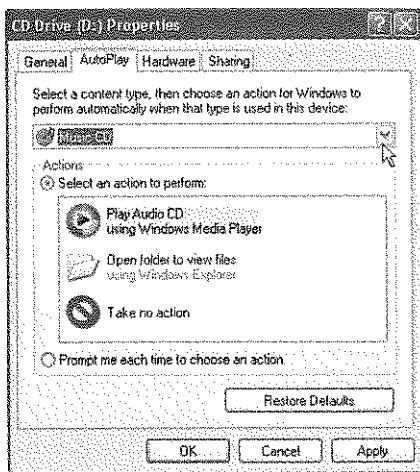 CD Drive (D:) Properties
General AutoPlay Hardware Sharing
Select a content type, then choose an action for Windows to
perform automatically when that type is used in this device:
Music CD
Actions
Select an action to perform:
Play Audio CD
using Windows Media Player
Open folder to view files
using Windows Explorer
Take no action
Prompt me each time to choose an action
Restore Defaults
OK Cancel Apply